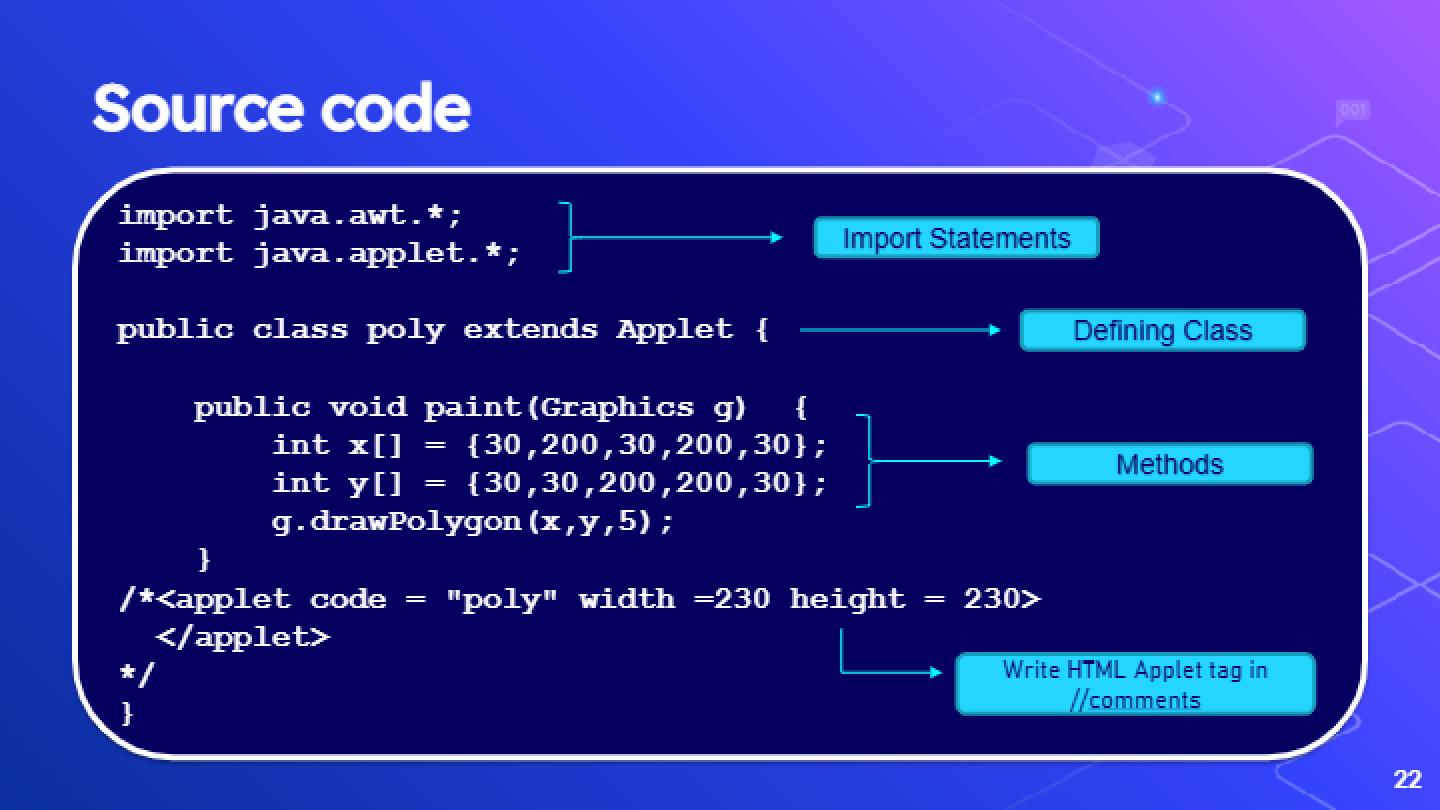 001
Source code
import java.awt.*;
import java.applet.*;
Import Statements
public class poly extends Applet {
Defining Class
public void paint(Graphics g)  {
int x[] = {30,200,30,200,30};
int y[] = {30,30,200,200,30};
Methods
g.drawPolygon(x,y,5);
}
/*<applet code = "poly" width =230 height = 230>
</applet>
*/
}
Write HTML Applet tag in
//comments
22